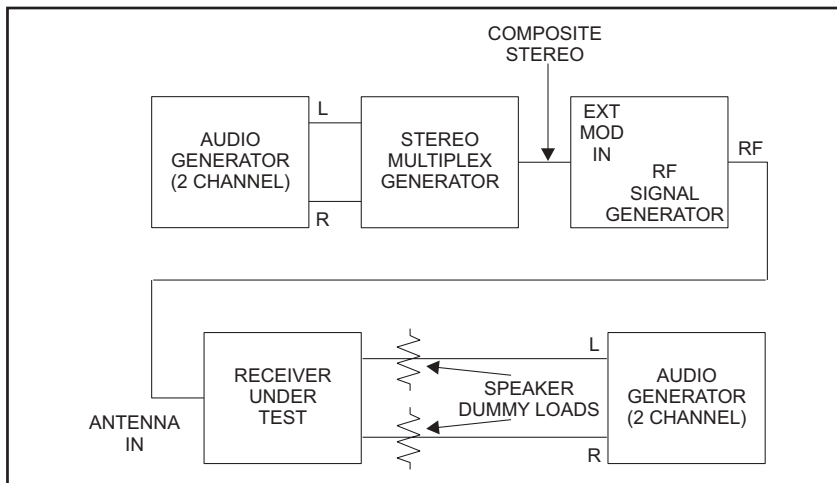 COMPOSITE
STEREO
AUDIO
GENERATOR
(2 CHANNEL)
L
R
STEREO
MULTIPLEX
GENERATOR
EXT
MOD
IN
RF
SIGNAL
GENERATOR
RF
ANTENNA
IN
RECEIVER
UNDER
TEST
SPEAKER
DUMMY LOADS
L
R
AUDIO
GENERATOR
(2 CHANNEL)